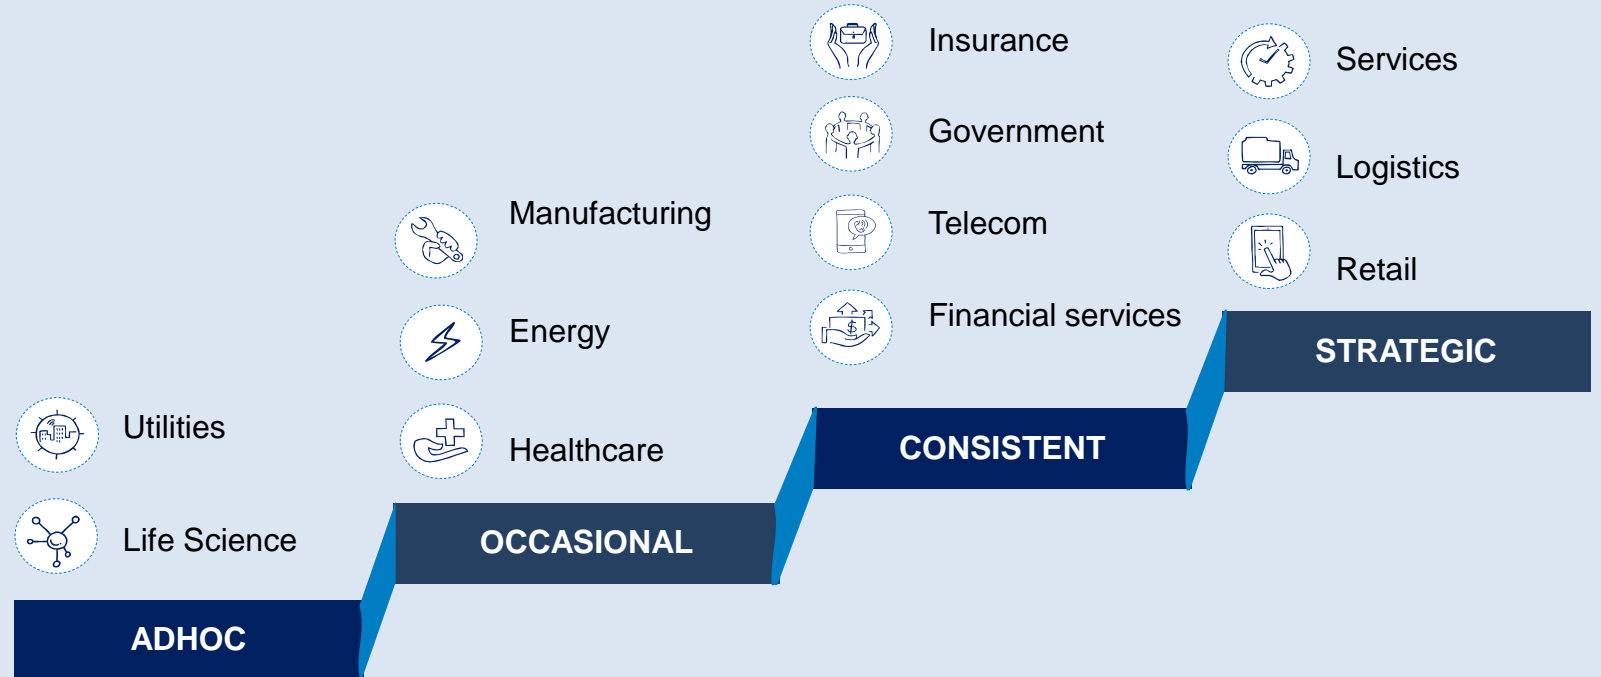 Utilities
Life Science
ADHOC
Manufacturing
Energy
Healthcare
OCCASIONAL
Insurance
Government
Telecom
Financial services
$
CONSISTENT
Services
Logistics
Retail
STRATEGIC